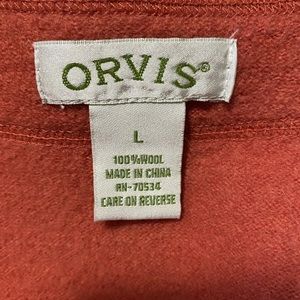 ORVIS®
L
100%WOOL
MADE IN CHINA
RN-70534
CARE ON REVERSE